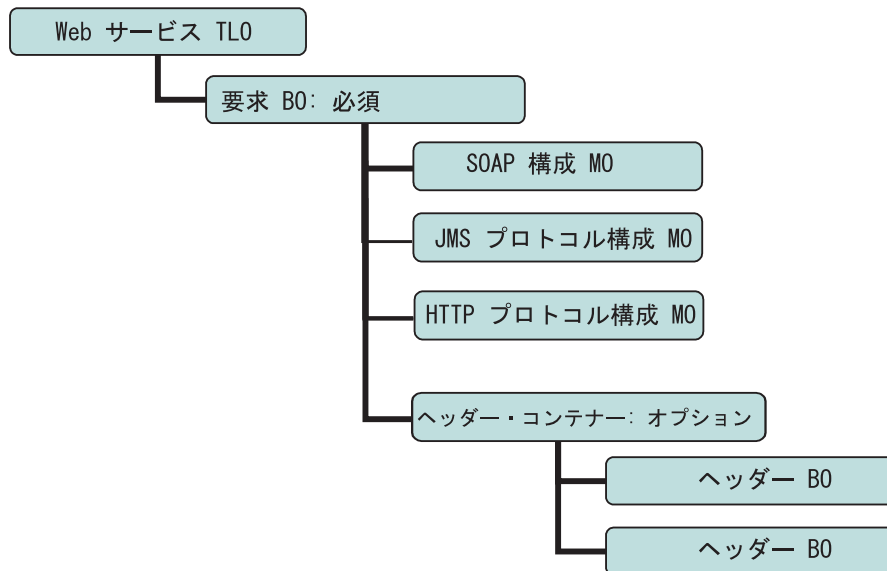 Web サービス TLO
要求 BO: 必須
SOAP 構成 MO
JMS プロトコル構成 MO
HTTP プロトコル構成 MO
ヘッダー・コンテナー: オプション
ヘッダー BO
ヘッダー BO